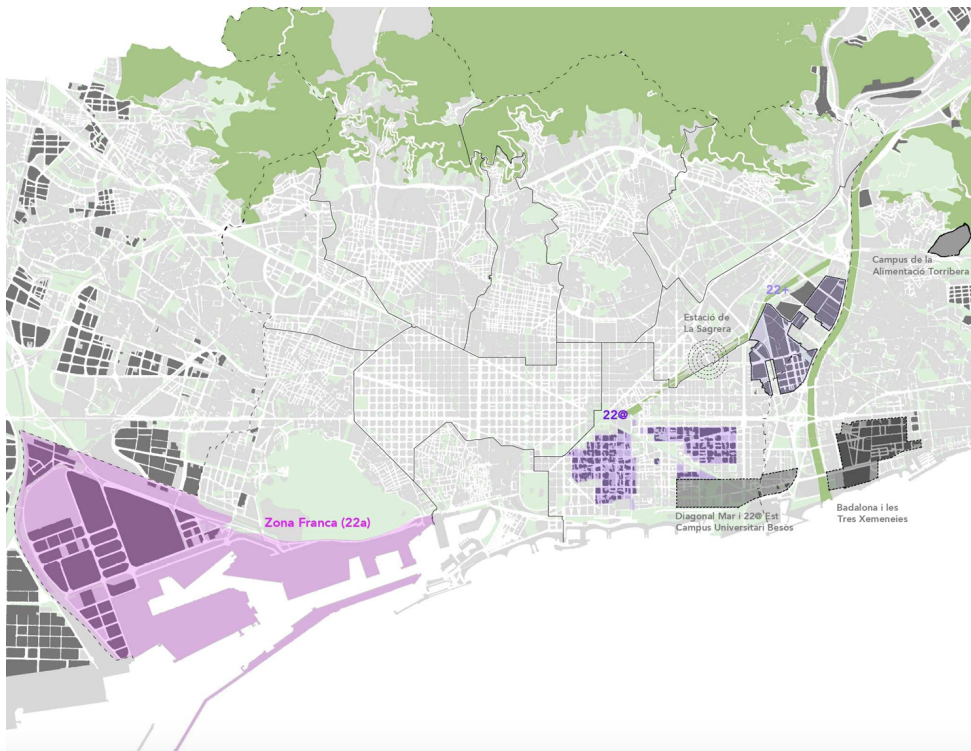 Campus de la
Alimentació Torribera
22+
Estació de
La Sagrera
22@
Zona Franca (22a)
Diagonal Mar i 22@ Est
Campus Universitari Besòs
Badalona i les
Tres Xemeneies